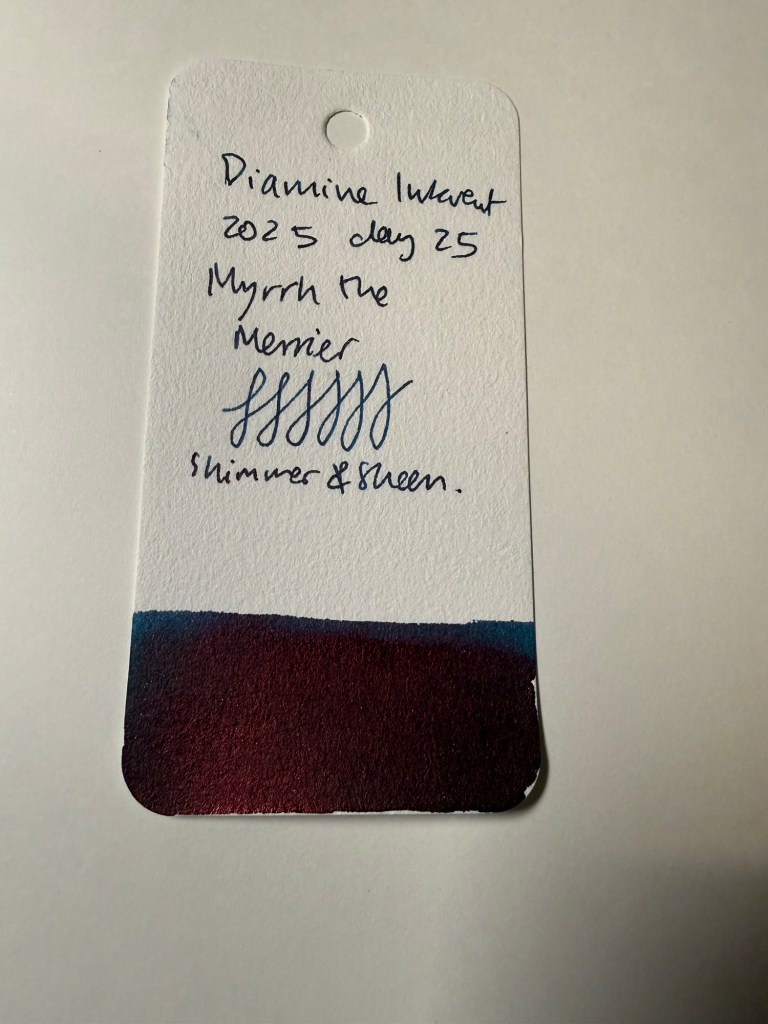 Diamine Inkvent
2025 day 25
Myrrh the
Merrier
Shimmer & Sheen.